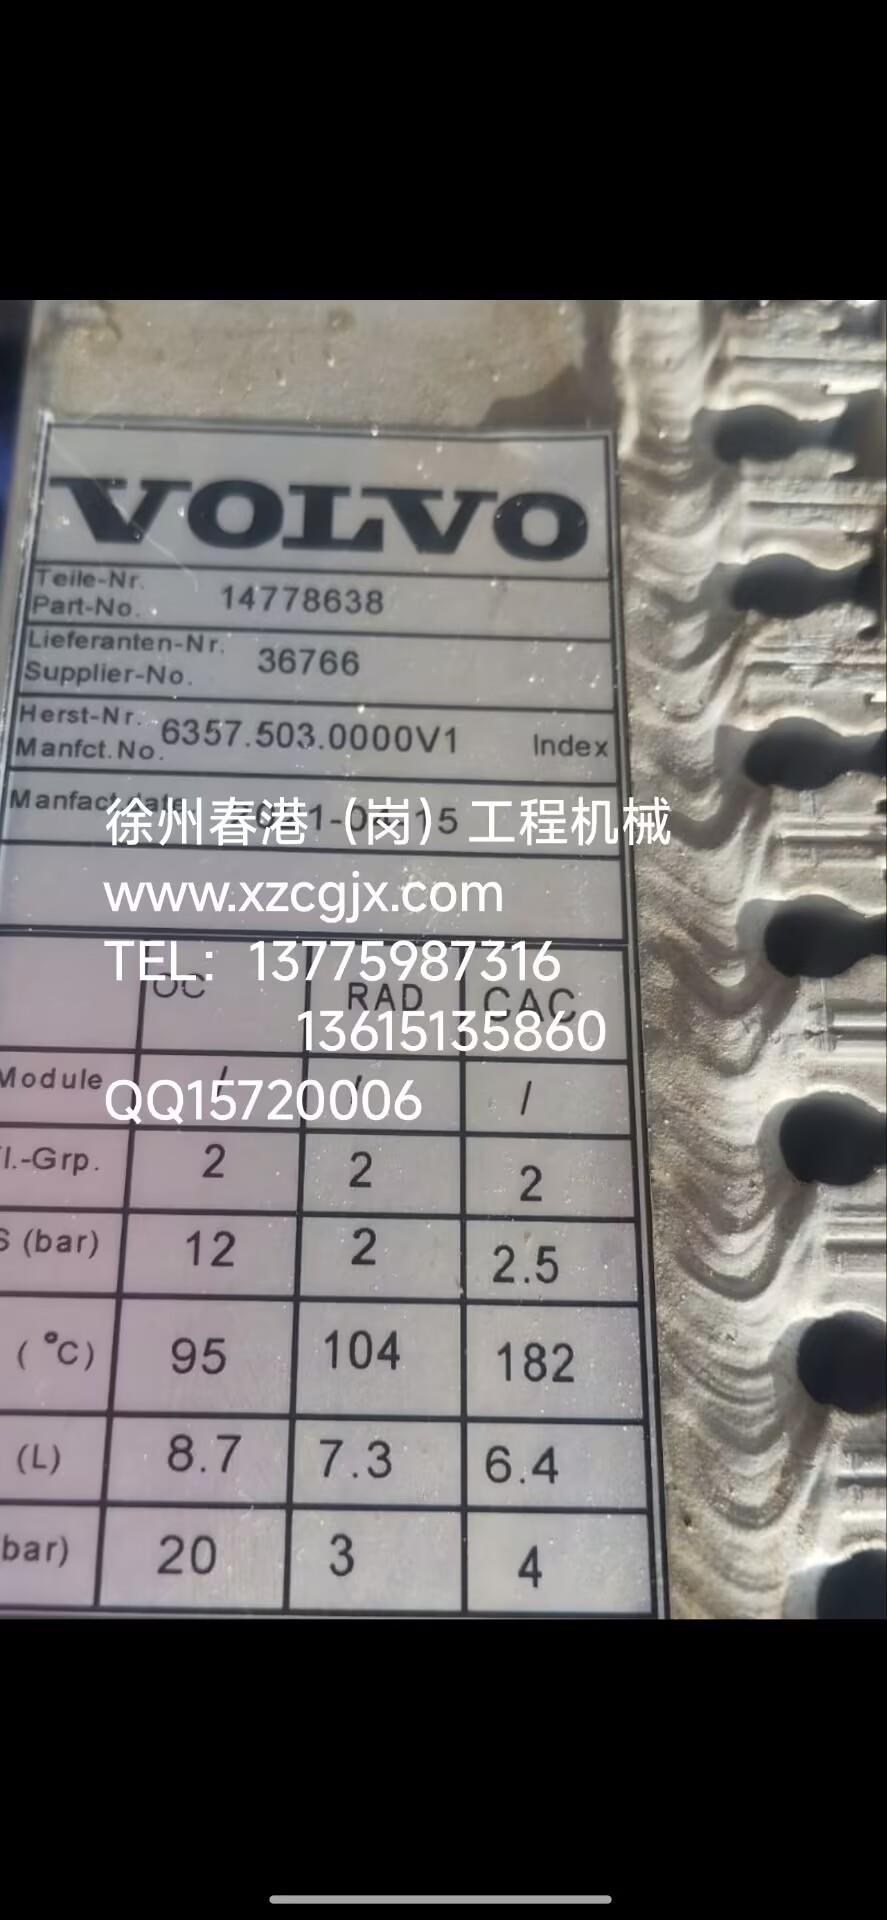 VOLVO
Teile-Nr.
Part-No. 14778638
Lieferanten-Nr.
Supplier-No. 36766
Herst-Nr.
Manfct.No. 6357.503.0000V1 Index
徐州春港（岗）工程机械
www.xzcgjx.com
TEL：13775987316
13615135860
QQ15720006
OC RAD CAC
Module / / /
l.-Grp. 2 2 2
S (bar) 12 2 2.5
(°C) 95 104 182
(L) 8.7 7.3 6.4
bar) 20 3 4